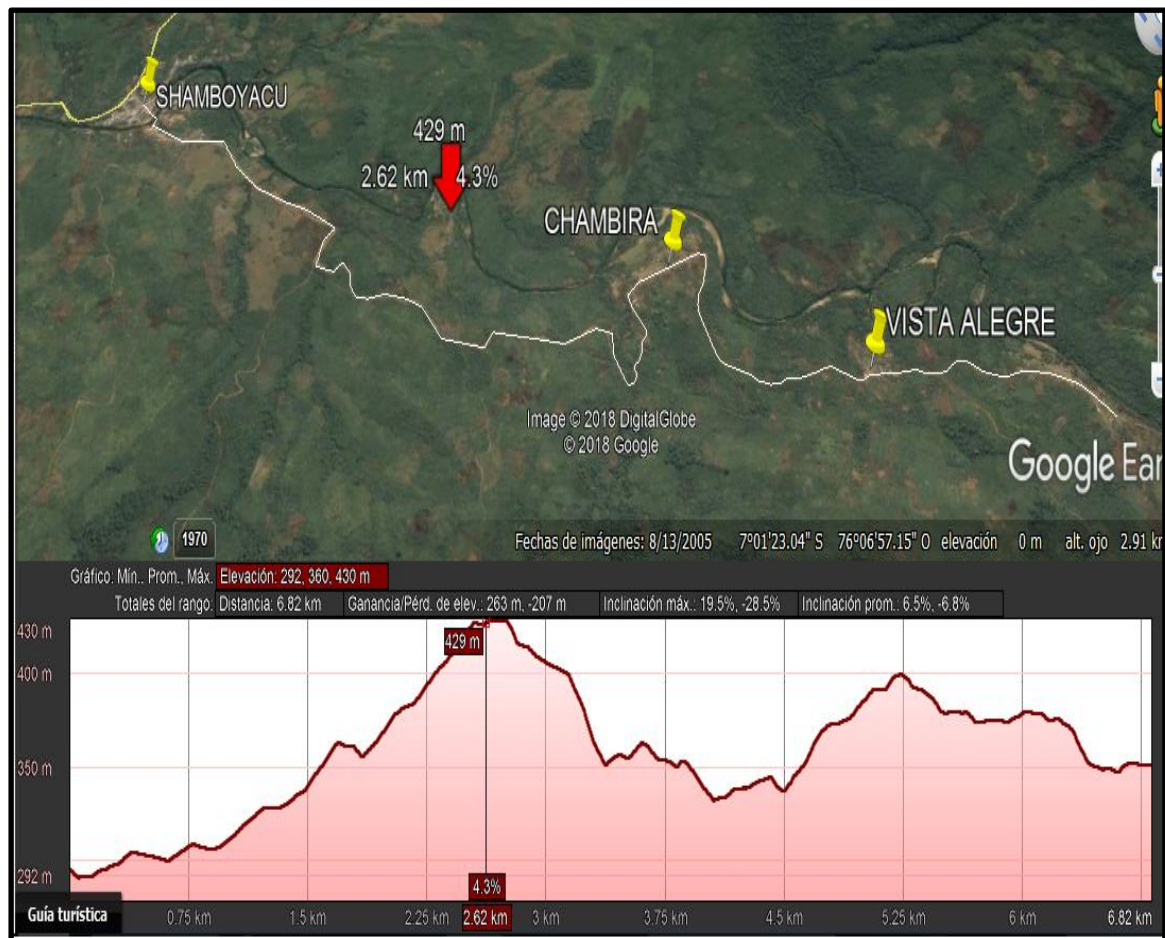 SHAMBOYACU
429 m
2.62 km 4.3%
CHAMBIRA
VISTA ALEGRE
Image © 2018 DigitalGlobe
© 2018 Google
Google Ear
1970
Fechas de imágenes: 8/13/2005 7°01'23.04" S 76°06'57.15" O elevación 0 m alt. ojo 2.91 km
Gráfico: Mín.. Prom., Máx. Elevación: 292, 360, 430 m
Totales del rango. Distancia: 6.82 km Ganancia/Pérd. de elev.: 263 m, -207 m Inclinación máx.: 19.5%, -28.5% Inclinación prom.: 6.5%, -6.8%
430 m
429 m
400 m
350 m
292 m
4.3%
Guía turística
0.75 km 1.5 km 2.25 km 2.62 km 3 km 3.75 km 4.5 km 5.25 km 6 km 6.82 km